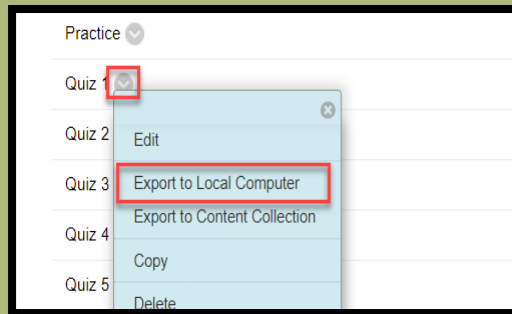 Practice
Quiz 1
Quiz 2
Edit
Quiz 3
Export to Local Computer
Export to Content Collection
Quiz 4
Copy
Quiz 5
Delete